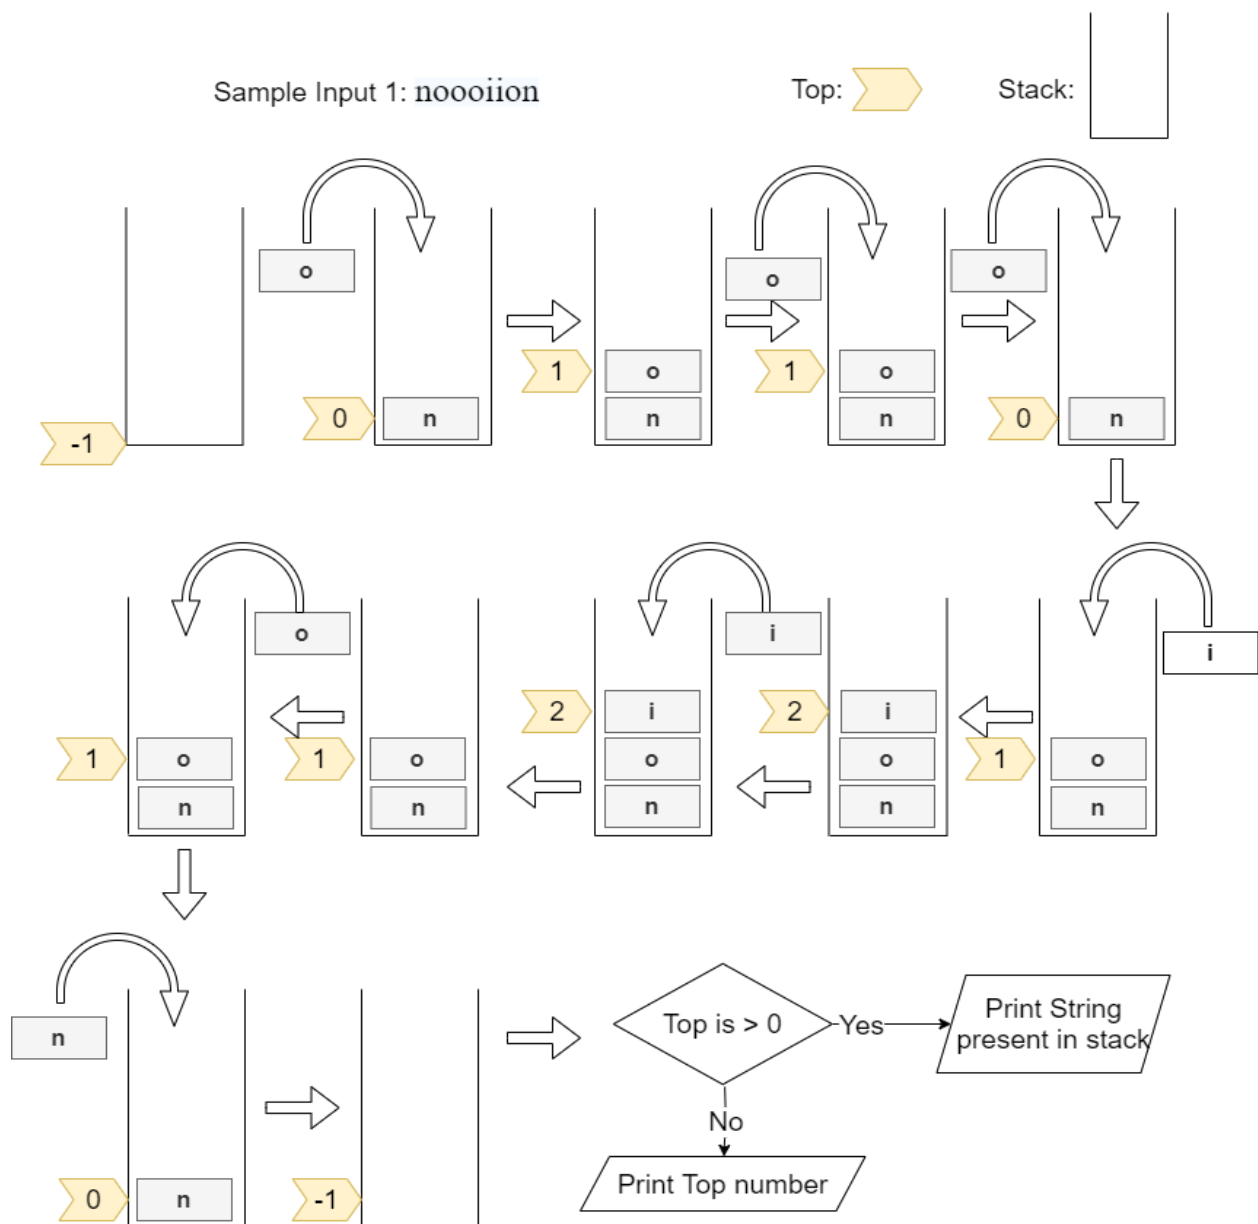 Sample Input 1: noooiion
Top:
Stack:
o
o
o
1
o
1
o
0
n
n
n
0
n
-1
o
i
i
2
i
2
i
1
o
1
o
o
o
1
o
n
n
n
n
n
n
Top is > 0
Yes
Print String
present in stack
No
Print Top number
0
n
-1